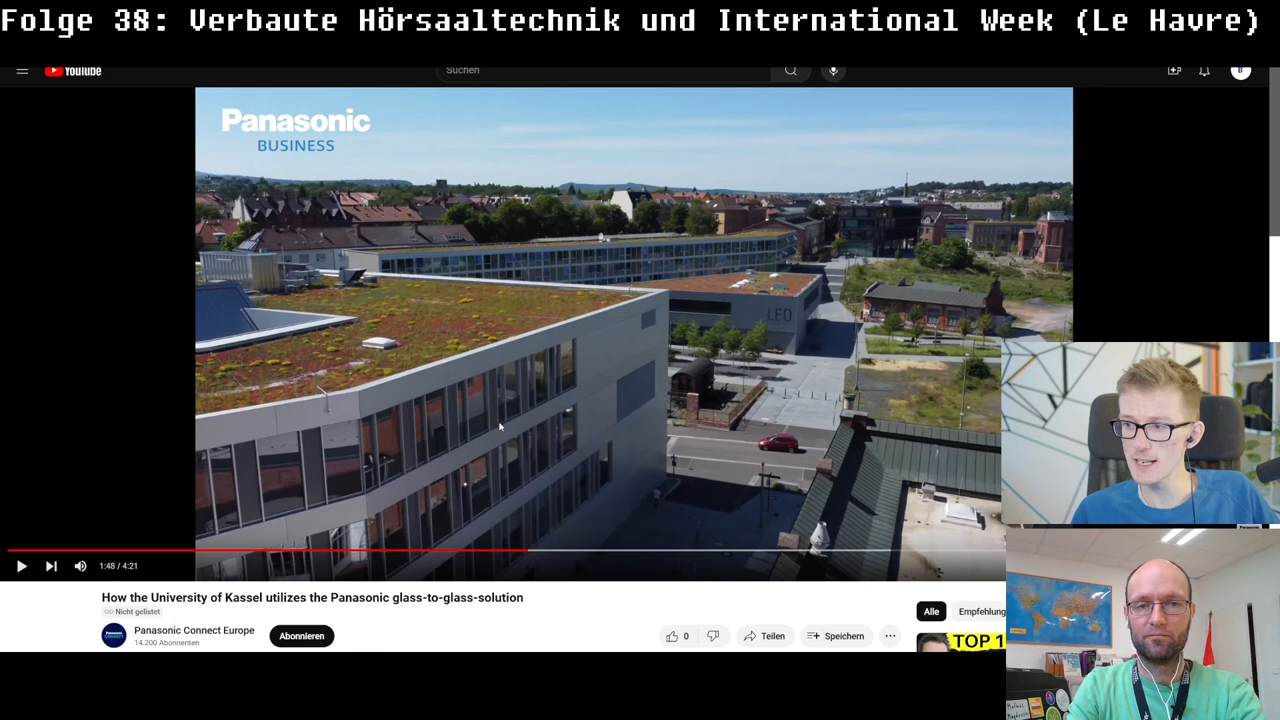 Folge 38: Verbaute Hörsaaltechnik und International Week (Le Havre)
YouTube
Suchen
Panasonic
BUSINESS
LEO
1:48 / 4:21
How the University of Kassel utilizes the Panasonic glass-to-glass-solution
Nicht gelistet
Panasonic Connect Europe
14.200 Abonnenten
Abonnieren
0
Teilen
Speichern
Alle
Empfehlung
TOP 1